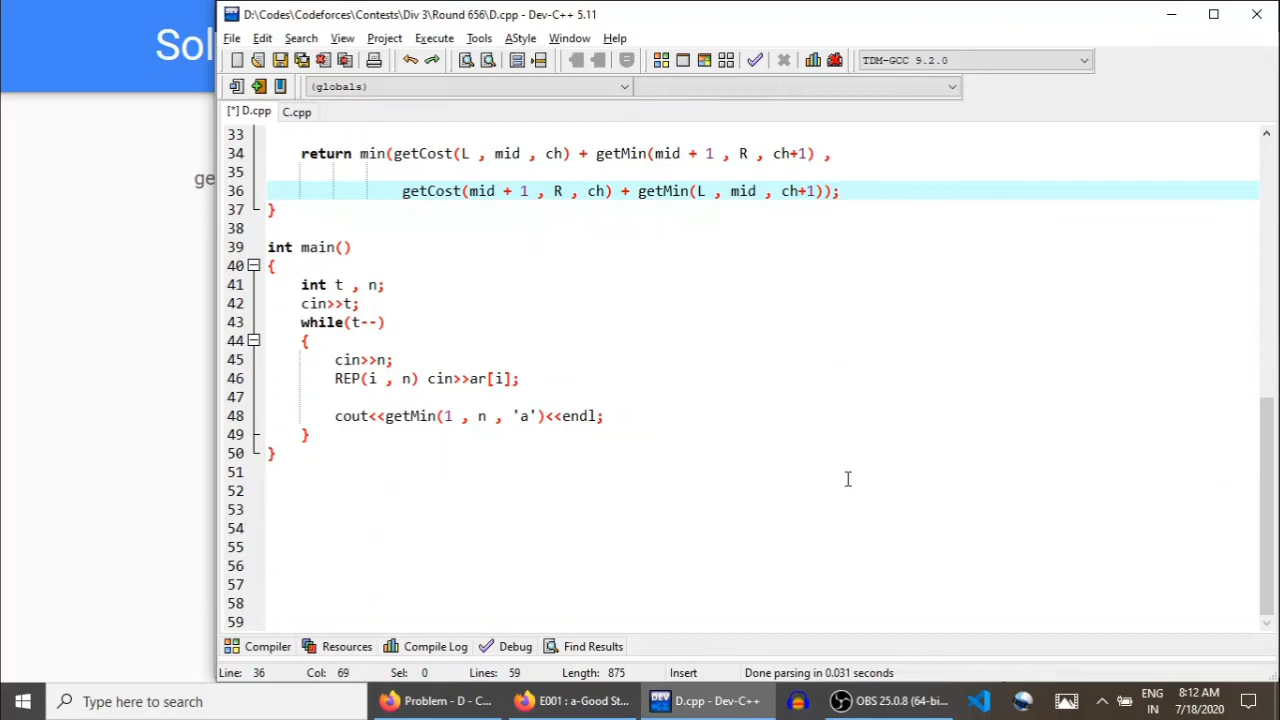 Sol
ge
D:\Codes\Codeforces\Contests\Div 3\Round 656\D.cpp - Dev-C++ 5.11
File Edit Search View Project Execute Tools AStyle Window Help
TDM-GCC 9.2.0
(globals)
[*] D.cpp C.cpp
33
34 return min(getCost(L , mid , ch) + getMin(mid + 1 , R , ch+1) ,
35
36 getCost(mid + 1 , R , ch) + getMin(L , mid , ch+1));
37 }
38
39 int main()
40 {
41 int t , n;
42 cin>>t;
43 while(t--)
44 {
45 cin>>n;
46 REP(i , n) cin>>ar[i];
47
48 cout<<getMin(1 , n , 'a')<<endl;
49 }
50 }
51
52
53
54
55
56
57
58
59
Compiler Resources Compile Log Debug Find Results
Line: 36 Col: 69 Sel: 0 Lines: 59 Length: 875 Insert Done parsing in 0.031 seconds
Type here to search
Problem - D - C...
E001 : a-Good St...
DEV D.cpp - Dev-C++
OBS 25.0.8 (64-bi...
ENG
IN
8:12 AM
7/18/2020